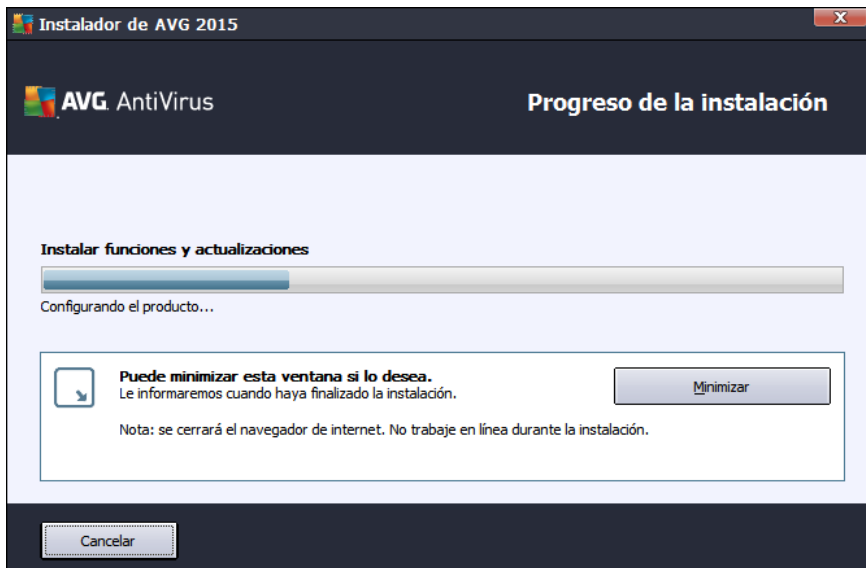 Instalador de AVG 2015
X
AVG. AntiVirus
Progreso de la instalación
Instalar funciones y actualizaciones
Configurando el producto...
Puede minimizar esta ventana si lo desea.
Le informaremos cuando haya finalizado la instalación.
Minimizar
Nota: se cerrará el navegador de internet. No trabaje en línea durante la instalación.
Cancelar